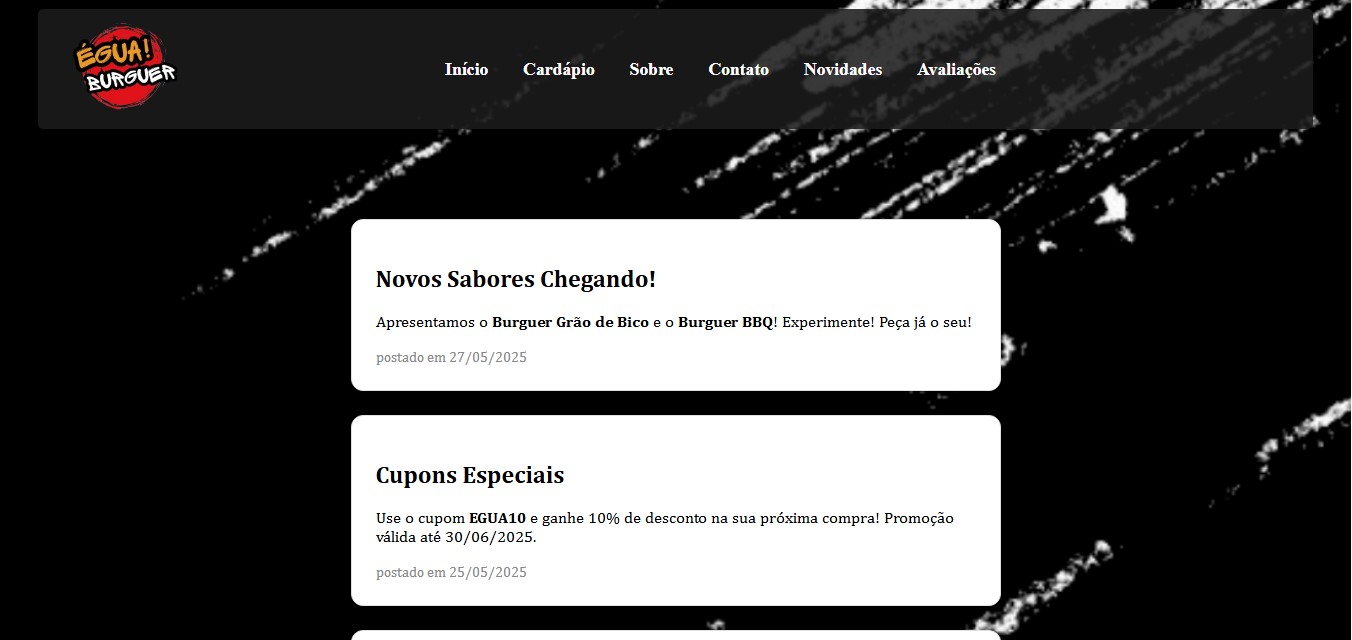 ÉGUA!
BURGUER
Início Cardápio Sobre Contato Novidades Avaliações
Novos Sabores Chegando!
Apresentamos o Burguer Grão de Bico e o Burguer BBQ! Experimente! Peça já o seu!
postado em 27/05/2025
Cupons Especiais
Use o cupom EGUA10 e ganhe 10% de desconto na sua próxima compra! Promoção
válida até 30/06/2025.
postado em 25/05/2025